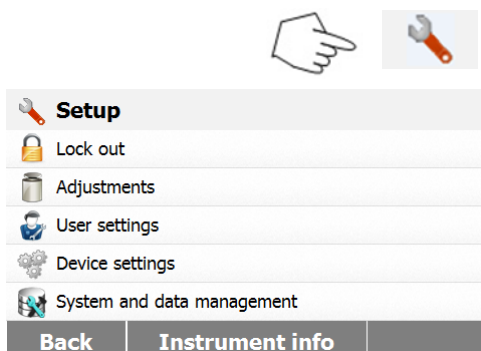 Setup
Lock out
Adjustments
User settings
Device settings
System and data management
Back Instrument info